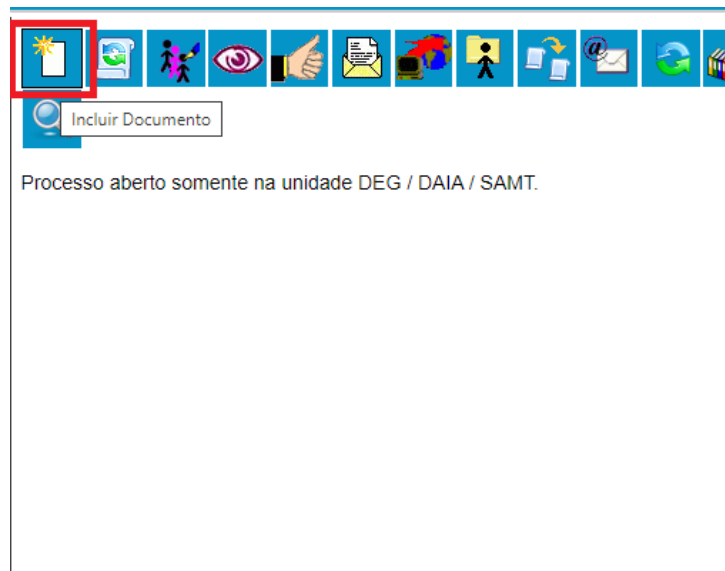 @
Incluir Documento
Processo aberto somente na unidade DEG / DAIA / SAMT.